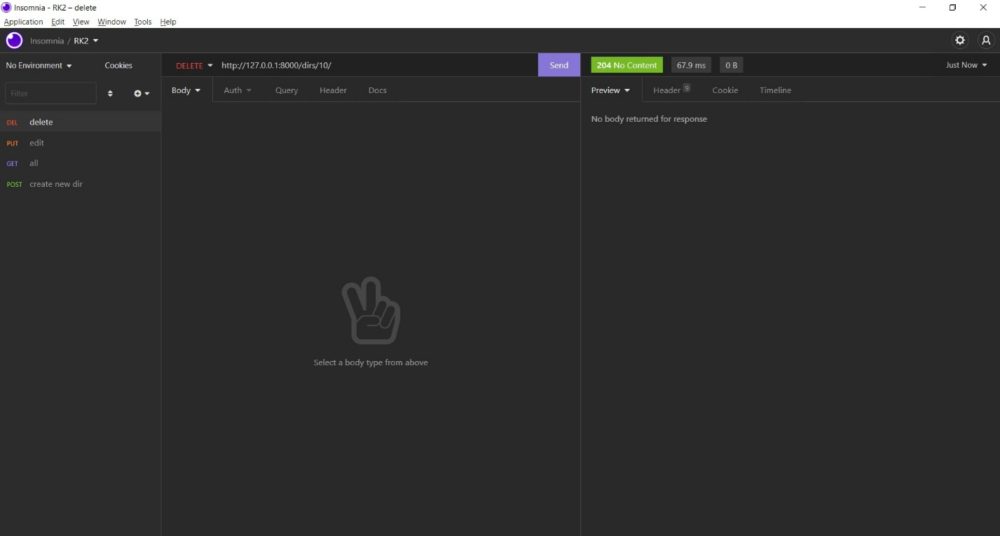 Insomnia - RK2 – delete
Application Edit View Window Tools Help
Insomnia / RK2
No Environment Cookies
DELETE http://127.0.0.1:8000/dirs/10/ Send
204 No Content 67.9 ms 0 B Just Now
Filter
Body Auth Query Header Docs
Preview Header 9 Cookie Timeline
DEL delete
PUT edit
GET all
POST create new dir
No body returned for response
Select a body type from above